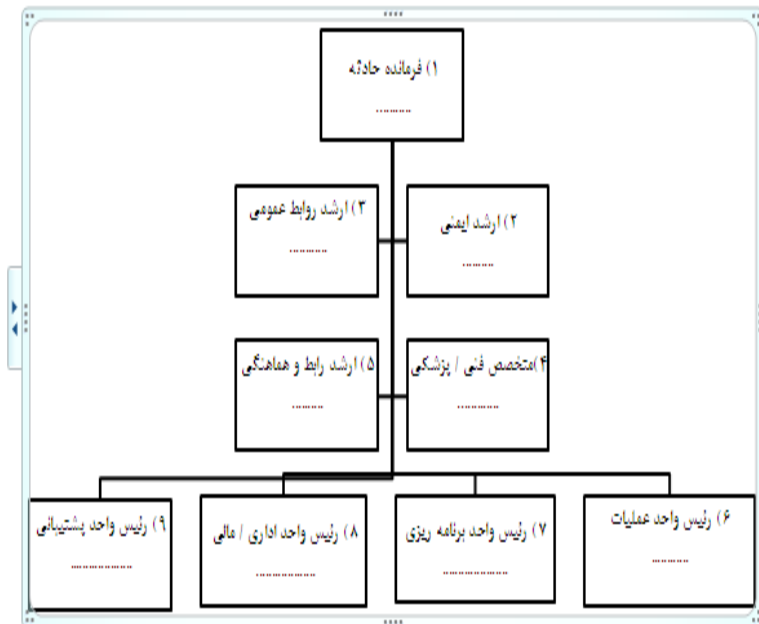 ۱) فرمانده حادثه
............
۲) ارشد ایمنی
..........
۳) ارشد روابط عمومی
............
۴)متخصص فنی / پزشکی
.............
۵) ارشد رابط و هماهنگی
..........
۶) رئیس واحد عملیات
............
۷) رئیس واحد برنامه ریزی
.....................
۸) رئیس واحد اداری / مالی
...................
۹) رئیس واحد پشتیبانی
....................